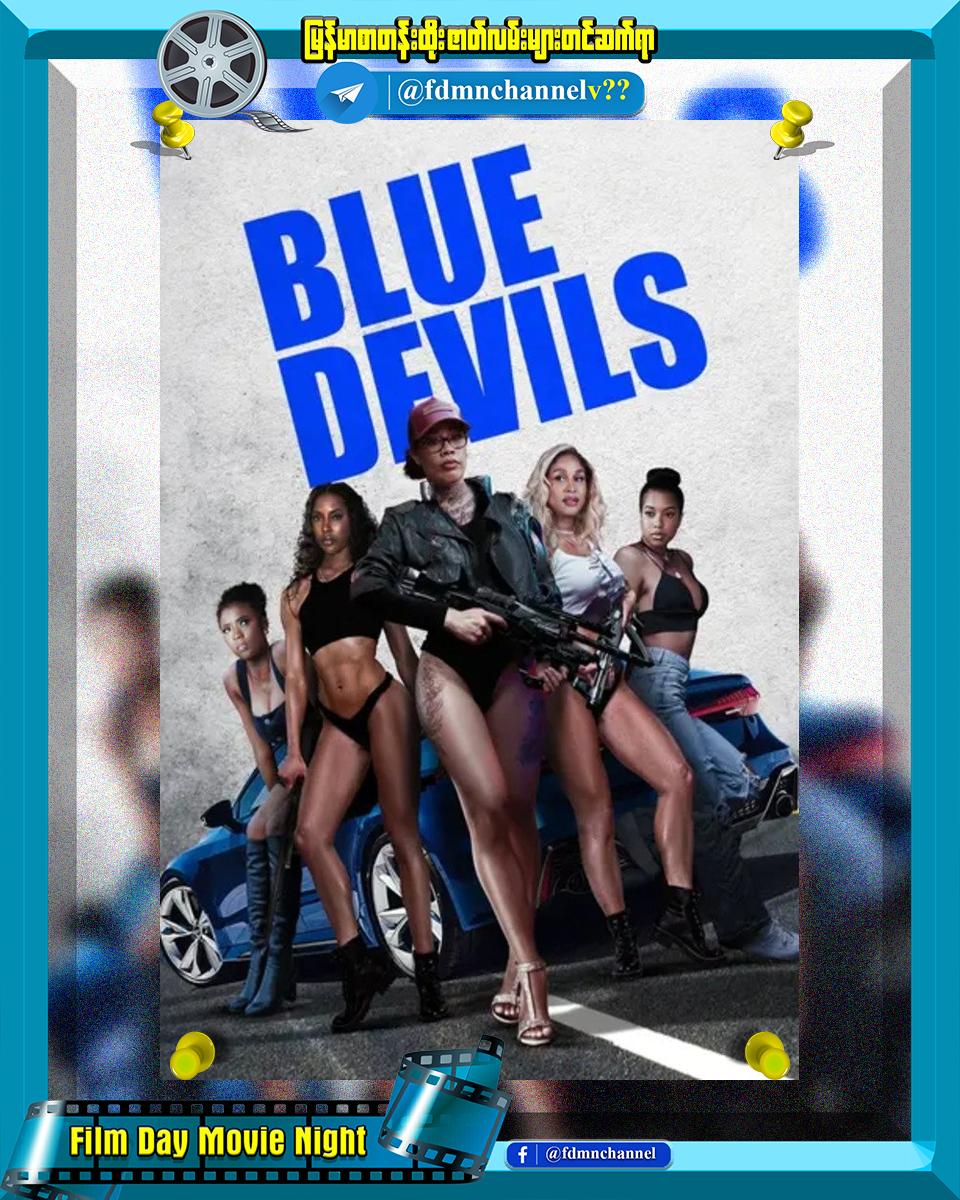 မြန်မာစာတန်းထိုးဇာတ်လမ်းများတင်ဆက်ရာ
@fdmnchannelv??
BLUE
DEVILS
Film Day Movie Night
@fdmnchannel